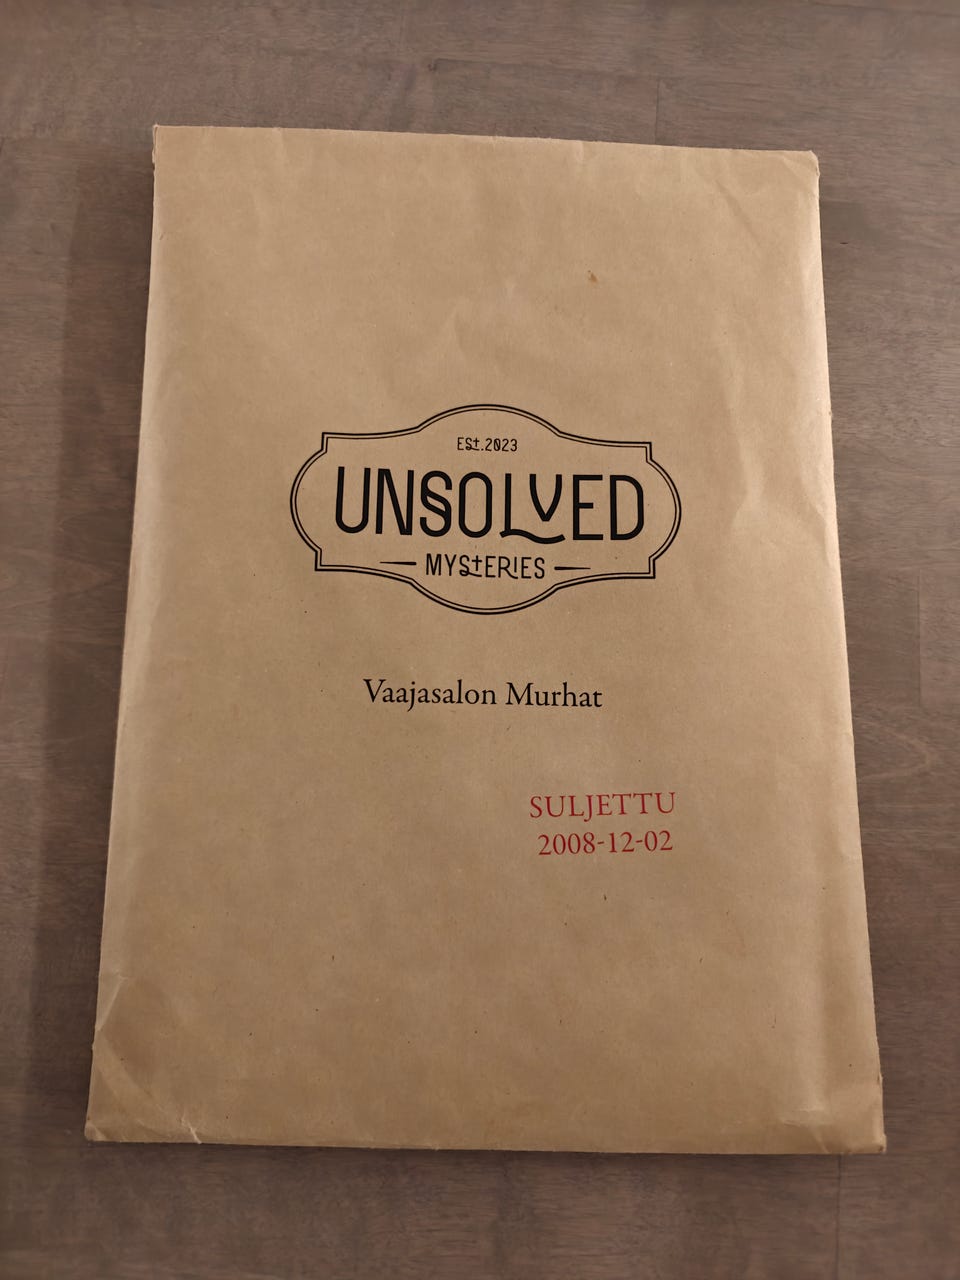 EST.2023
UNSOLVED
MYSTERIES
Vaajasalon Murhat
SULJETTU
2008-12-02